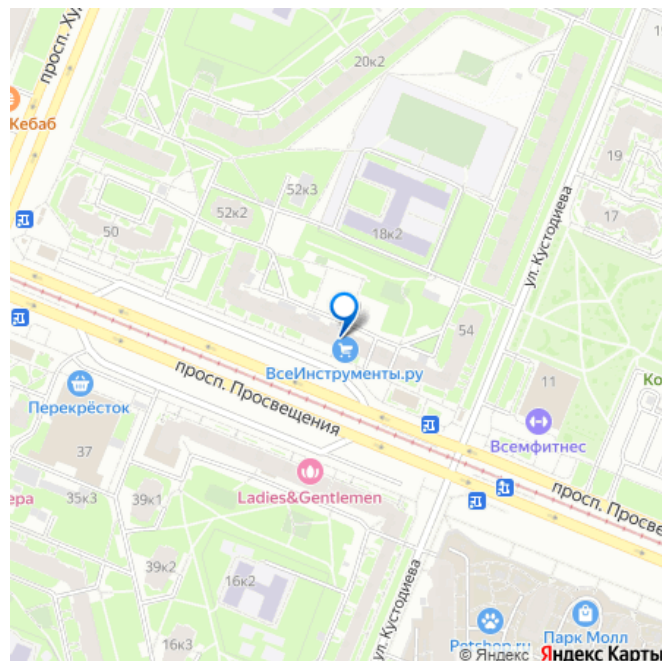 просп. Ху
Кебаб
20к2
19
17
52к3
52к2
50
18к2
ул. Кустодиева
54
ВсеИнструменты.ру
11
Ко
просп. Просвещения
Перекрёсток
Всемфитнес
37
ера
35к3
39к1
Ladies&Gentlemen
просп. Просве
39к2
16к2
ул. Кустодиева
16к3
Petshop.ru
Парк Молл
© Яндекс Яндекс Карты